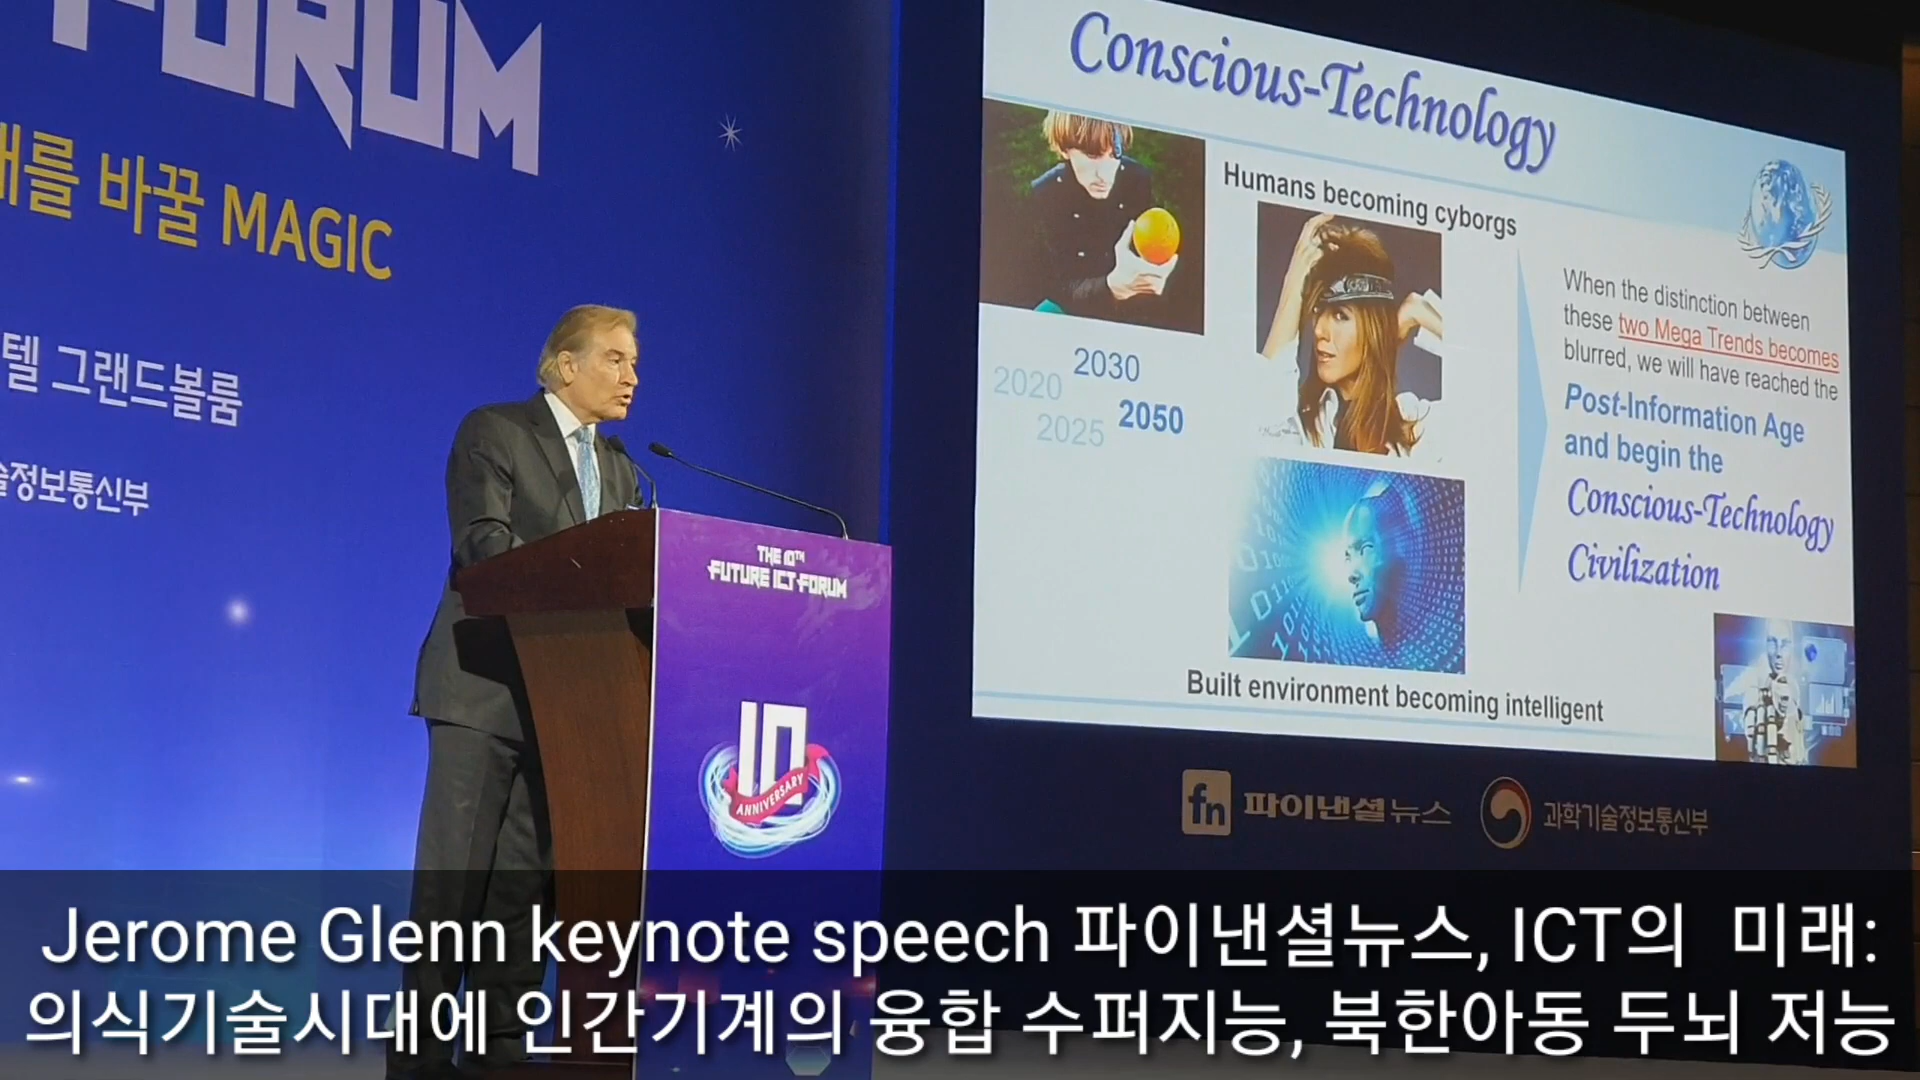 FORUM
래를 바꿀 MAGIC
텔 그랜드볼룸
술정보통신부
THE 10TH
FUTURE ICT FORUM
10
ANNIVERSARY
Conscious-Technology
Humans becoming cyborgs
2020
2030
2025
2050
When the distinction between
these two Mega Trends becomes
blurred, we will have reached the
Post-Information Age
and begin the
Conscious-Technology
Civilization
Built environment becoming intelligent
fn 파이낸셜뉴스
과학기술정보통신부
Jerome Glenn keynote speech 파이낸셜뉴스, ICT의 미래:
의식기술시대에 인간기계의 융합 수퍼지능, 북한아동 두뇌 저능